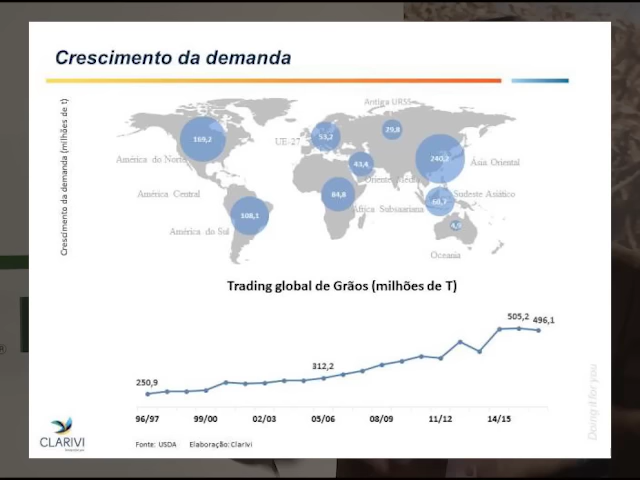 Crescimento da demanda
Crescimento da demanda (milhões de t)
Antiga URSS
169,2
53,2
29,8
UE-27
América do Norte
43,4
240,2
Ásia Oriental
Oriente Médio
América Central
84,8
68,7
Sudeste Asiático
África Subsaariana
108,1
América do Sul
4,9
Oceania
Trading global de Grãos (milhões de T)
505,2
496,1
312,2
250,9
96/97 99/00 02/03 05/06 08/09 11/12 14/15
Doing it for you
CLARIVI
Fonte: USDA Elaboração: Clarivi
®